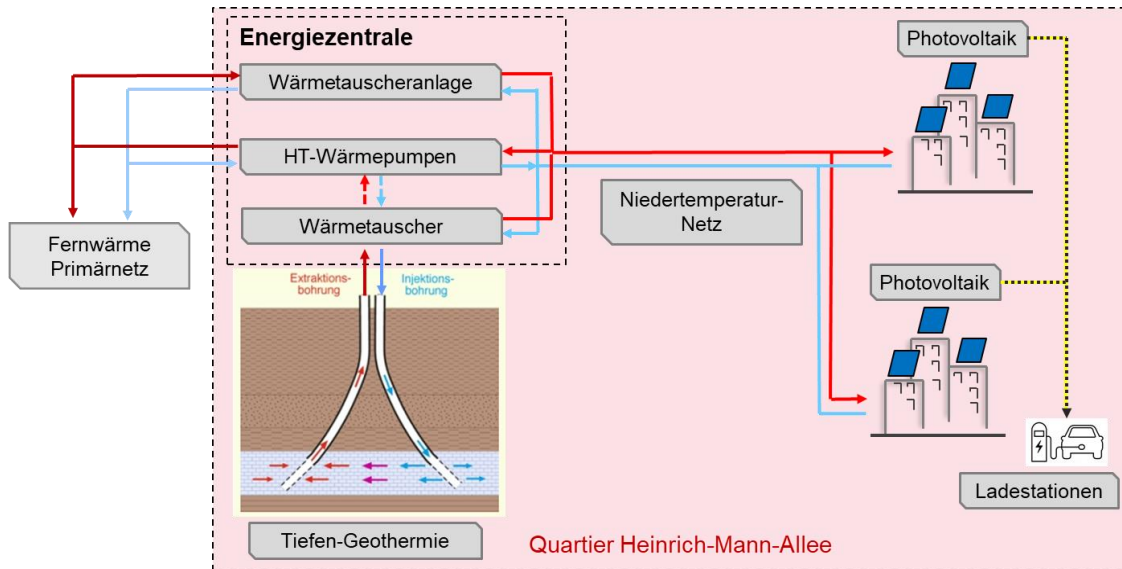 Energiezentrale
Wärmetauscheranlage
HT-Wärmepumpen
Wärmetauscher
Fernwärme
Primärnetz
Extraktions-
bohrung
Injektions-
bohrung
Tiefen-Geothermie
Niedertemperatur-
Netz
Photovoltaik
Photovoltaik
Ladestationen
Quartier Heinrich-Mann-Allee